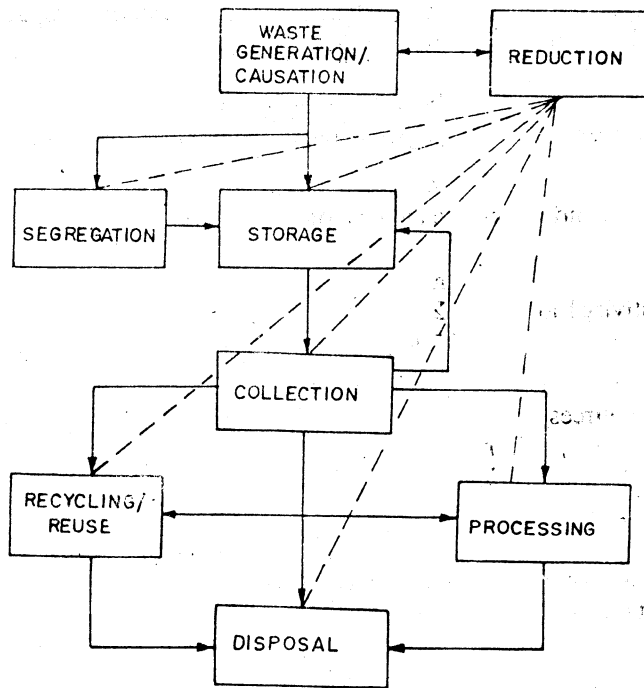 WASTE
GENERATION/
CAUSATION
REDUCTION
SEGREGATION
STORAGE
COLLECTION
RECYCLING/
REUSE
PROCESSING
DISPOSAL